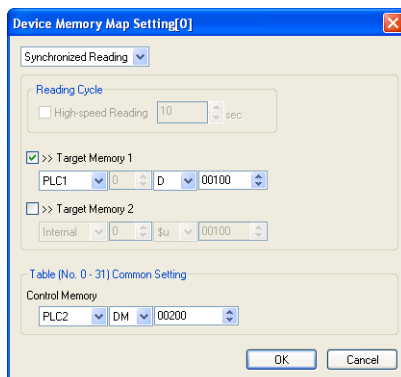 Device Memory Map Setting[0]
Synchronized Reading
Reading Cycle
High-speed Reading 10 sec
>> Target Memory 1
PLC1 0 D 00100
>> Target Memory 2
Internal 0 $u 00100
Table (No. 0 - 31) Common Setting
Control Memory
PLC2 DM 00200
OK Cancel